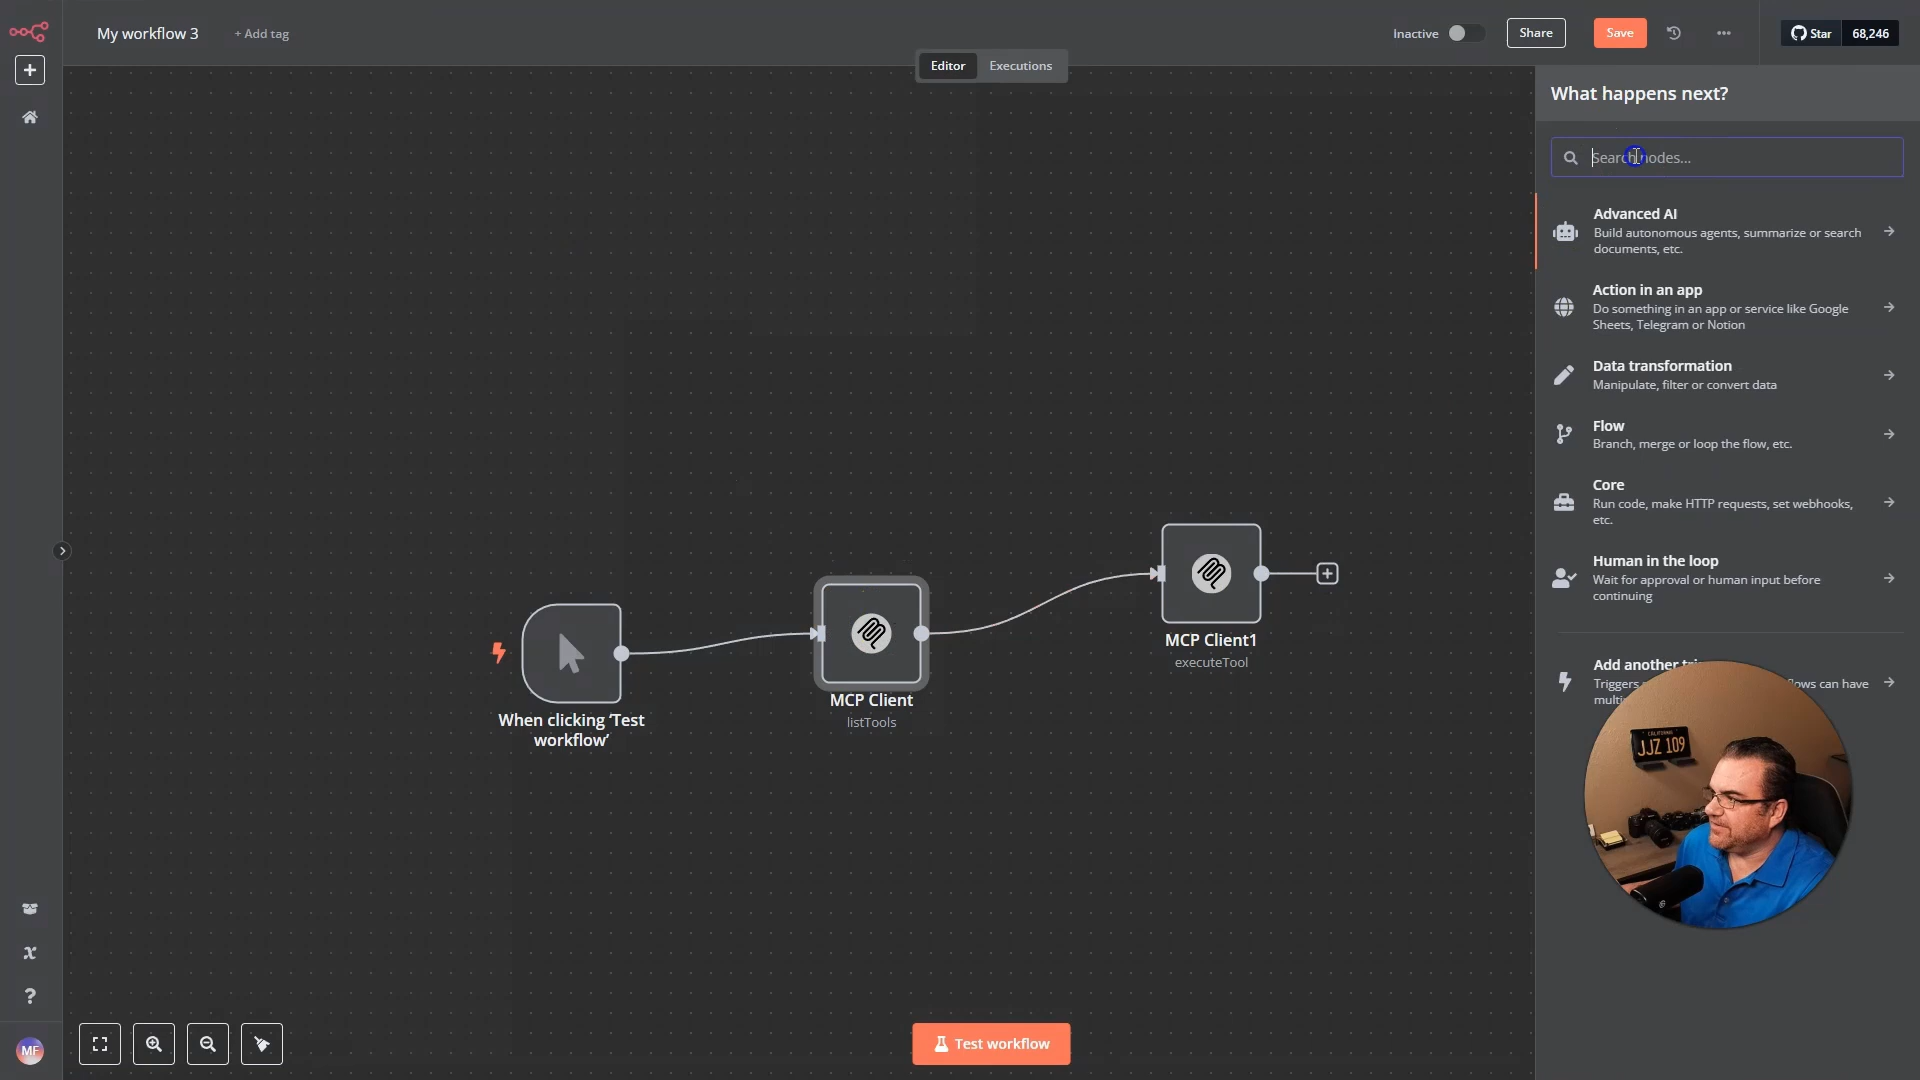 My workflow 3
+ Add tag
Inactive
Share
Save
Star
68,246
Editor
Executions
What happens next?
Search nodes...
Advanced AI
Build autonomous agents, summarize or search
documents, etc.
Action in an app
Do something in an app or service like Google
Sheets, Telegram or Notion
Data transformation
Manipulate, filter or convert data
Flow
Branch, merge or loop the flow, etc.
Core
Run code, make HTTP requests, set webhooks,
etc.
Human in the loop
Wait for approval or human input before
continuing
Add another
Triggers
flows can have
CALIFORNIA
JJZ 109
When clicking ‘Test
workflow’
MCP Client
listTools
MCP Client1
executeTool
MF
Test workflow